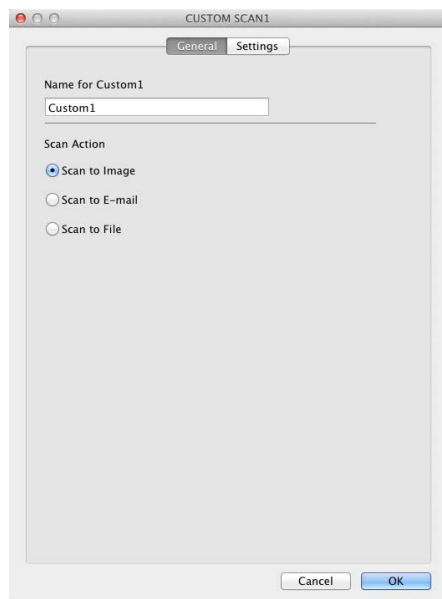 CUSTOM SCAN1
General Settings
Name for Custom1
Custom1
Scan Action
Scan to Image
Scan to E-mail
Scan to File
Cancel OK